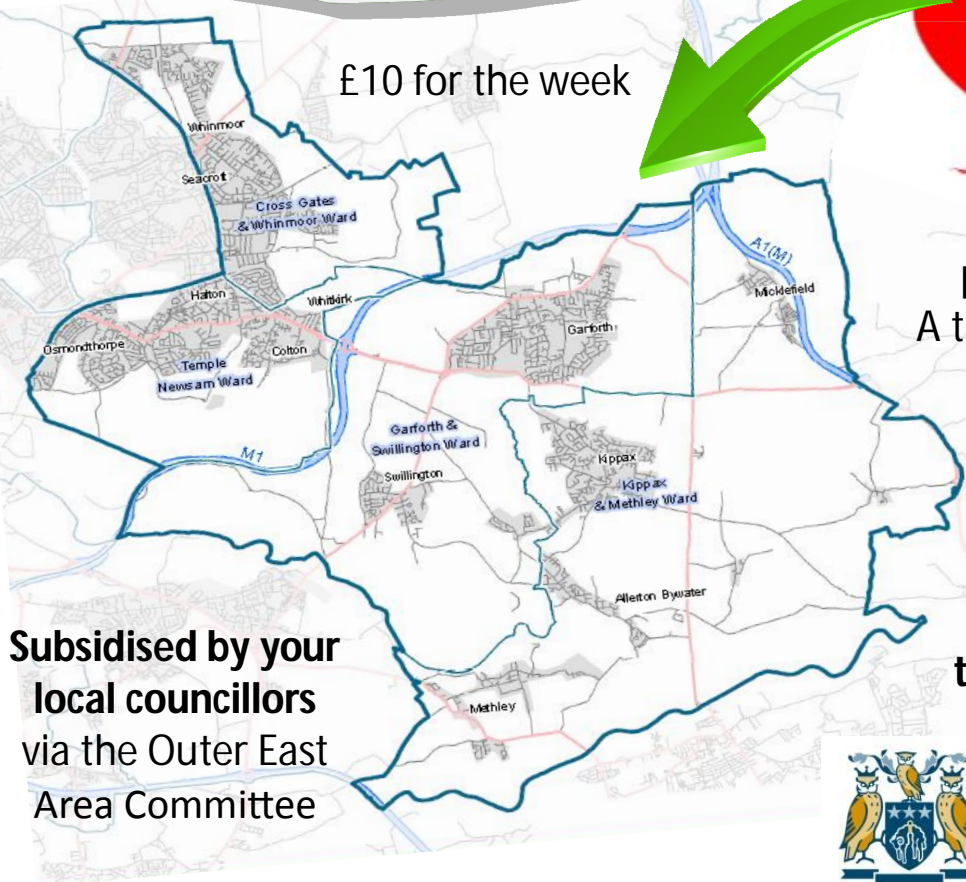 £10 for the week
Whinmoor
Seacroft
Cross Gates
& Whinmoor Ward
A1(M)
Micklefield
Halton
Whitkirk
Garforth
A t
Osmondthorpe
Colton
Temple
Newsam Ward
Garforth &
Swillington Ward
M1
Swillington
Kippax
Kippax
& Methley Ward
Allerton Bywater
Subsidised by your
local councillors
via the Outer East
Area Committee
t
Methley